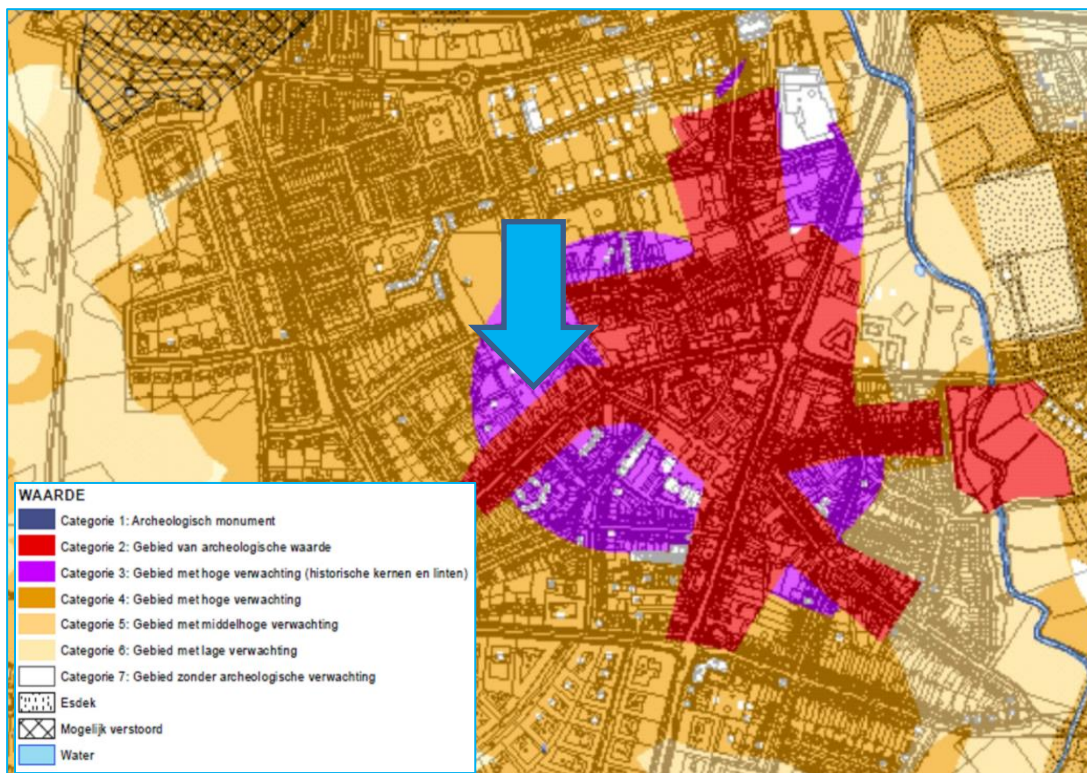 WAARDE
Categorie 1: Archeologisch monument
Categorie 2: Gebied van archeologische waarde
Categorie 3: Gebied met hoge verwachting (historische kernen en linten)
Categorie 4: Gebied met hoge verwachting
Categorie 5: Gebied met middelhoge verwachting
Categorie 6: Gebied met lage verwachting
Categorie 7: Gebied zonder archeologische verwachting
Esdek
Mogelijk verstoord
Water